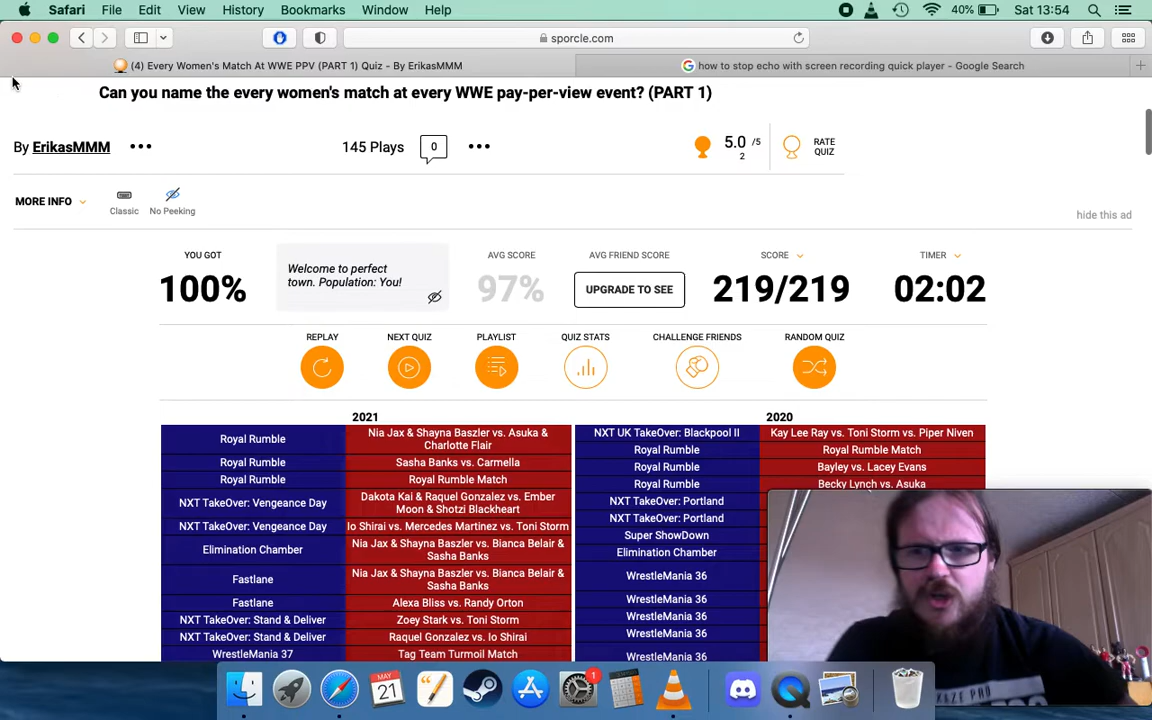 Safari File Edit View History Bookmarks Window Help 40% Sat 13:54
sporcle.com
(4) Every Women's Match At WWE PPV (PART 1) Quiz - By ErikasMMM
how to stop echo with screen recording quick player - Google Search
Can you name the every women's match at every WWE pay-per-view event? (PART 1)
By ErikasMMM ••• 145 Plays 0 ••• 5.0 /5 2 RATE QUIZ
MORE INFO Classic No Peeking
hide this ad
YOU GOT AVG SCORE AVG FRIEND SCORE SCORE TIMER
100% Welcome to perfect town. Population: You! 97% UPGRADE TO SEE 219/219 02:02
REPLAY NEXT QUIZ PLAYLIST QUIZ STATS CHALLENGE FRIENDS RANDOM QUIZ
2021
Royal Rumble Nia Jax & Shayna Baszler vs. Asuka & Charlotte Flair
Royal Rumble Sasha Banks vs. Carmella
Royal Rumble Royal Rumble Match
NXT TakeOver: Vengeance Day Dakota Kai & Raquel Gonzalez vs. Ember Moon & Shotzi Blackheart
NXT TakeOver: Vengeance Day Io Shirai vs. Mercedes Martinez vs. Toni Storm
Elimination Chamber Nia Jax & Shayna Baszler vs. Bianca Belair & Sasha Banks
Fastlane Nia Jax & Shayna Baszler vs. Bianca Belair & Sasha Banks
Fastlane Alexa Bliss vs. Randy Orton
NXT TakeOver: Stand & Deliver Zoey Stark vs. Toni Storm
NXT TakeOver: Stand & Deliver Raquel Gonzalez vs. Io Shirai
WrestleMania 37 Tag Team Turmoil Match
2020
NXT UK TakeOver: Blackpool II Kay Lee Ray vs. Toni Storm vs. Piper Niven
Royal Rumble Royal Rumble Match
Royal Rumble Bayley vs. Lacey Evans
Royal Rumble Becky Lynch vs. Asuka
NXT TakeOver: Portland
NXT TakeOver: Portland
Super ShowDown
Elimination Chamber
WrestleMania 36
WrestleMania 36
WrestleMania 36
WrestleMania 36
WrestleMania 36
MAY
21
1